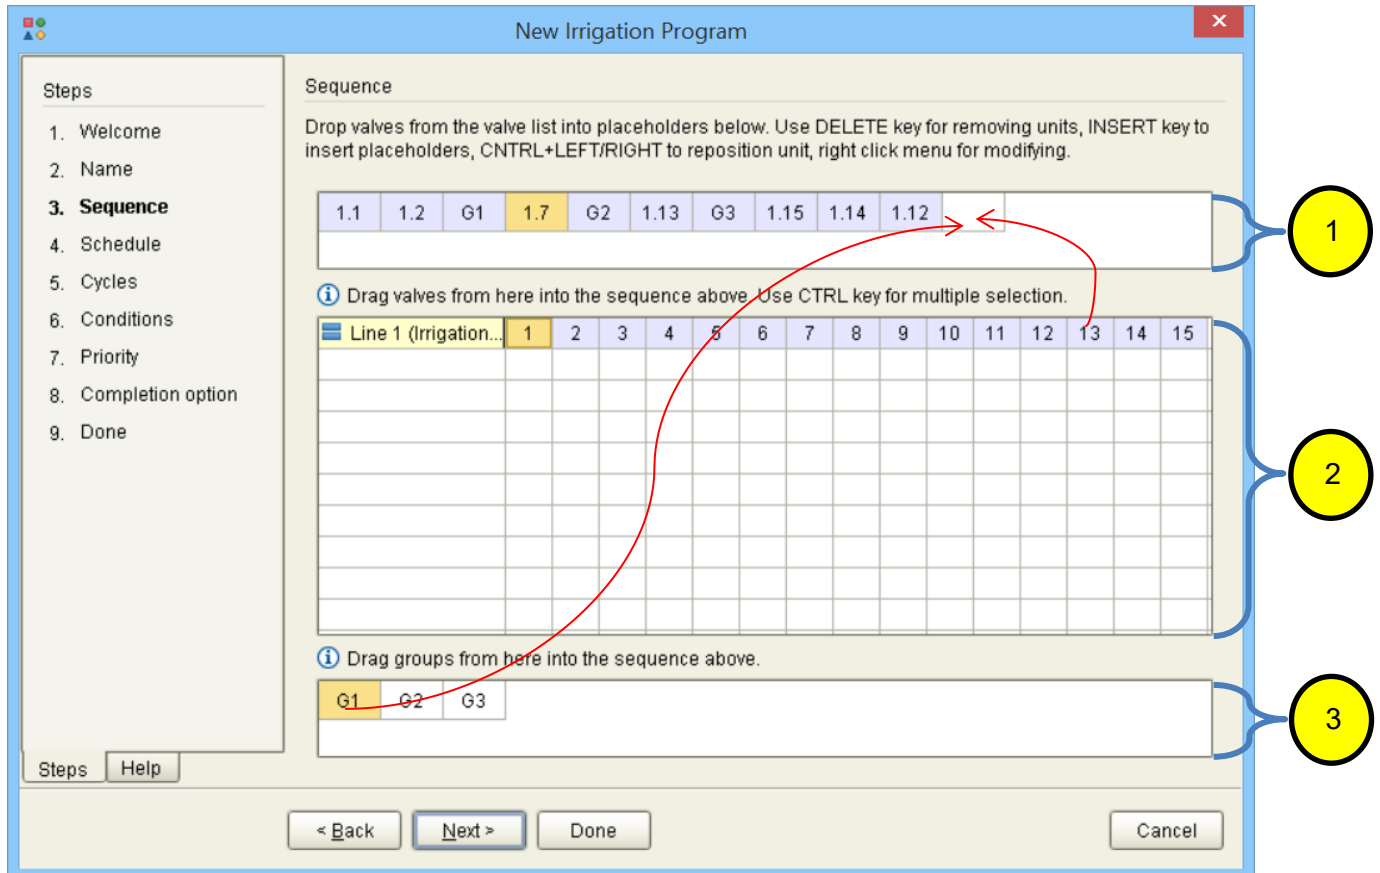 New Irrigation Program
x
Steps
1. Welcome
2. Name
3. Sequence
4. Schedule
5. Cycles
6. Conditions
7. Priority
8. Completion option
9. Done
Steps
Help
Sequence
Drop valves from the valve list into placeholders below. Use DELETE key for removing units, INSERT key to
insert placeholders, CNTRL+LEFT/RIGHT to reposition unit, right click menu for modifying.
1.1 1.2 G1 1.7 G2 1.13 G3 1.15 1.14 1.12
1
Drag valves from here into the sequence above. Use CTRL key for multiple selection.
Line 1 (Irrigation... 1 2 3 4 5 6 7 8 9 10 11 12 13 14 15
2
Drag groups from here into the sequence above.
G1 G2 G3
3
< Back
Next >
Done
Cancel